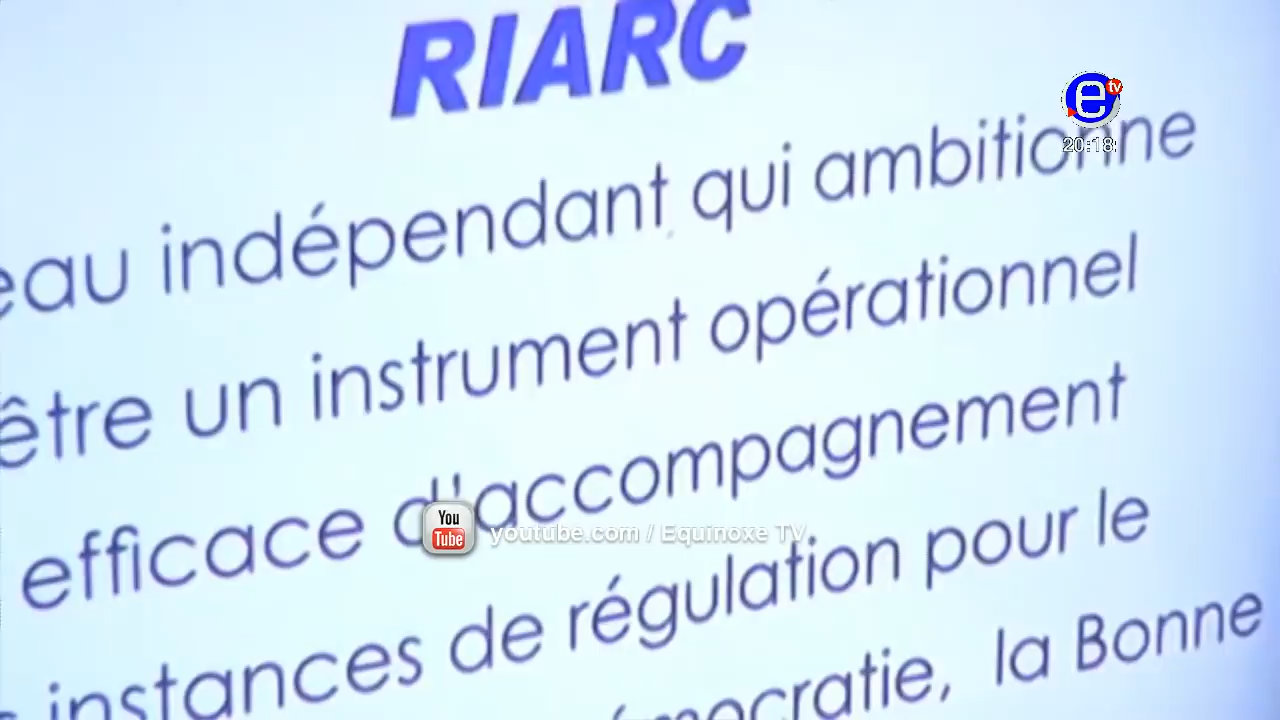 RIARC
eau indépendant qui ambitionne
être un instrument opérationnel
efficace d'accompagnement
instances de régulation pour le
la Bonne
e tv
20:18
You Tube
youtube.com / Equinoxe TV